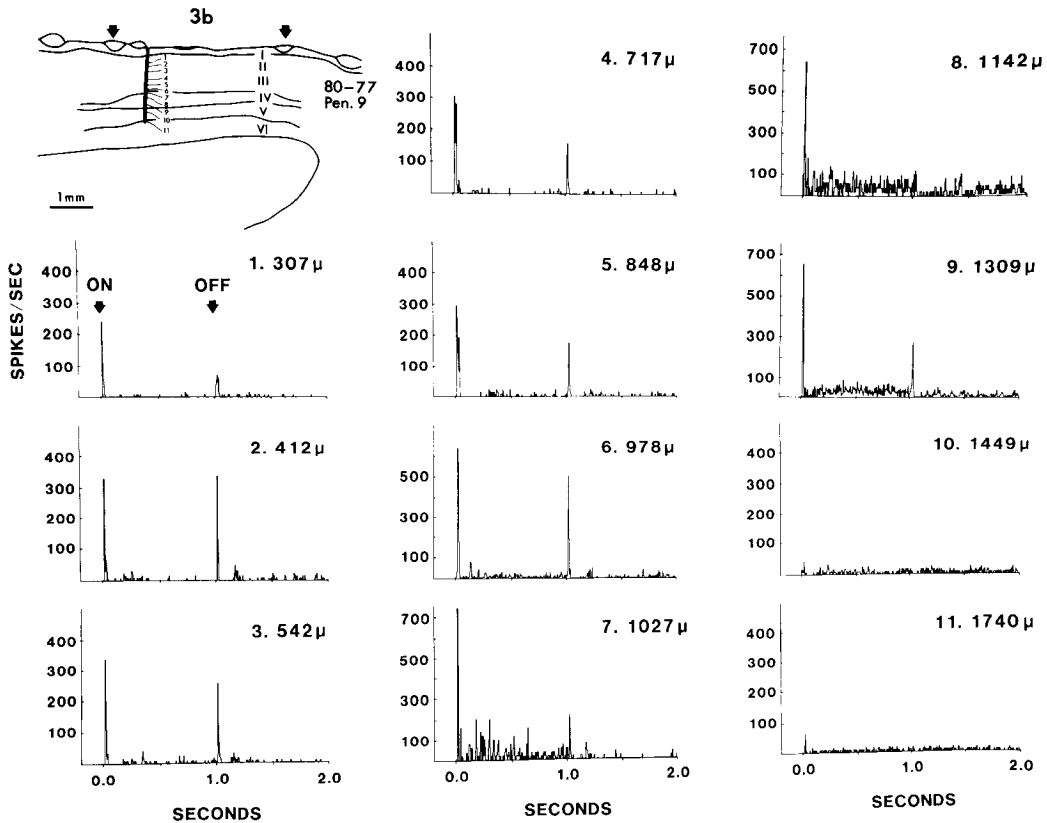 3b
I
II
III
IV
V
VI
80-77
Pen. 9
1mm
SPIKES/SEC
1. 307μ
ON
OFF
400
300
200
100
2. 412μ
400
300
200
100
3. 542μ
400
300
200
100
0.0 1.0 2.0
SECONDS
4. 717μ
400
300
200
100
5. 848μ
400
300
200
100
6. 978μ
500
300
100
7. 1027μ
700
500
300
100
0.0 1.0 2.0
SECONDS
8. 1142μ
700
500
300
100
9. 1309μ
700
500
300
100
10. 1449μ
400
300
200
100
11. 1740μ
400
300
200
100
0.0 1.0 2.0
SECONDS